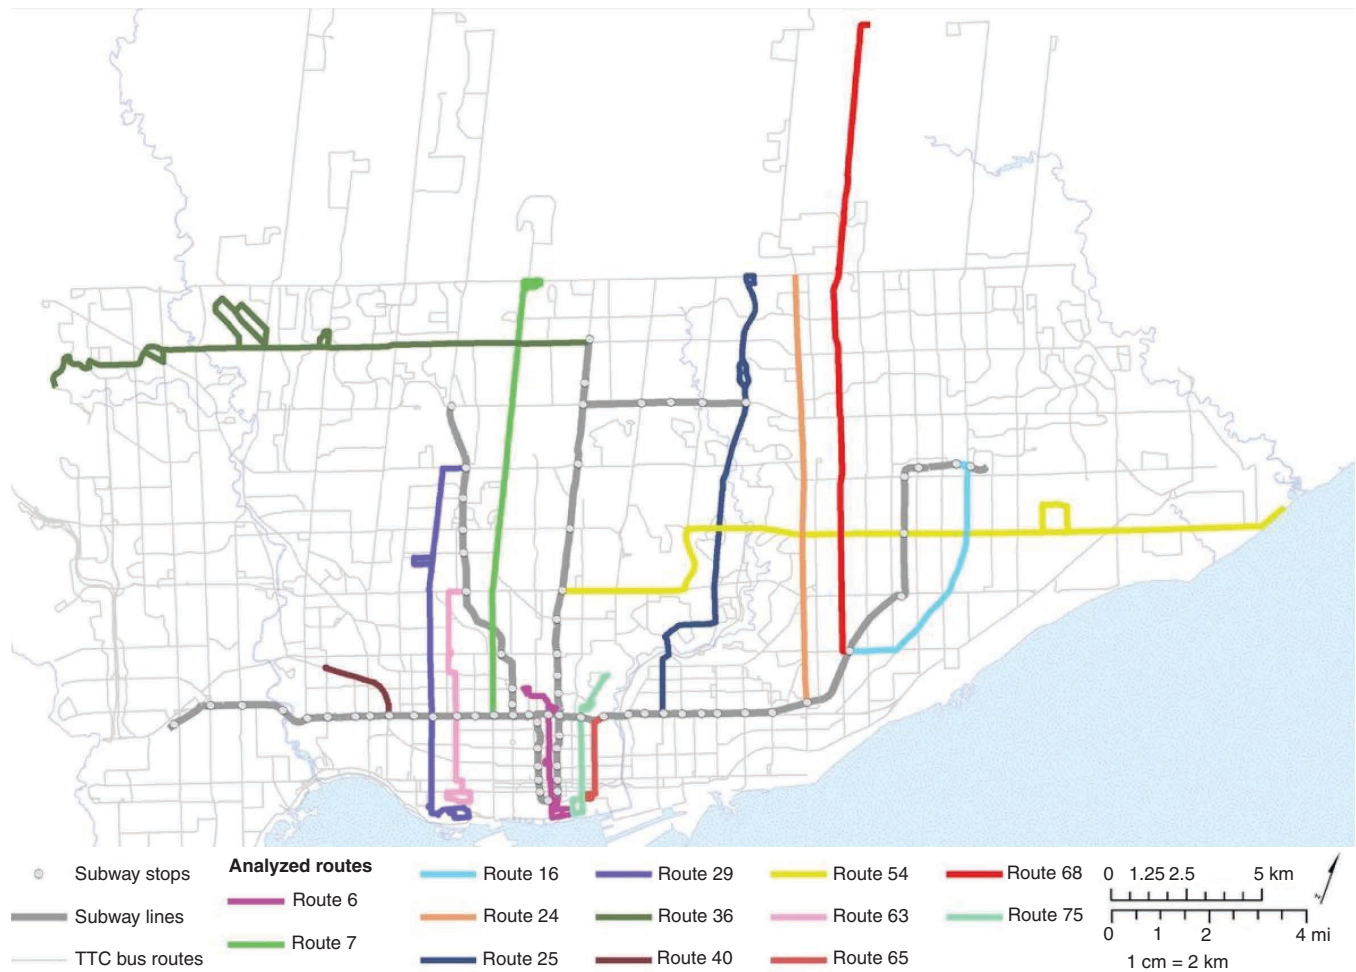 Subway stops
Subway lines
TTC bus routes
Analyzed routes
Route 6
Route 7
Route 16
Route 24
Route 25
Route 29
Route 36
Route 40
Route 54
Route 63
Route 65
Route 68
Route 75
0 1.25 2.5 5 km
0 1 2 4 mi
1 cm = 2 km